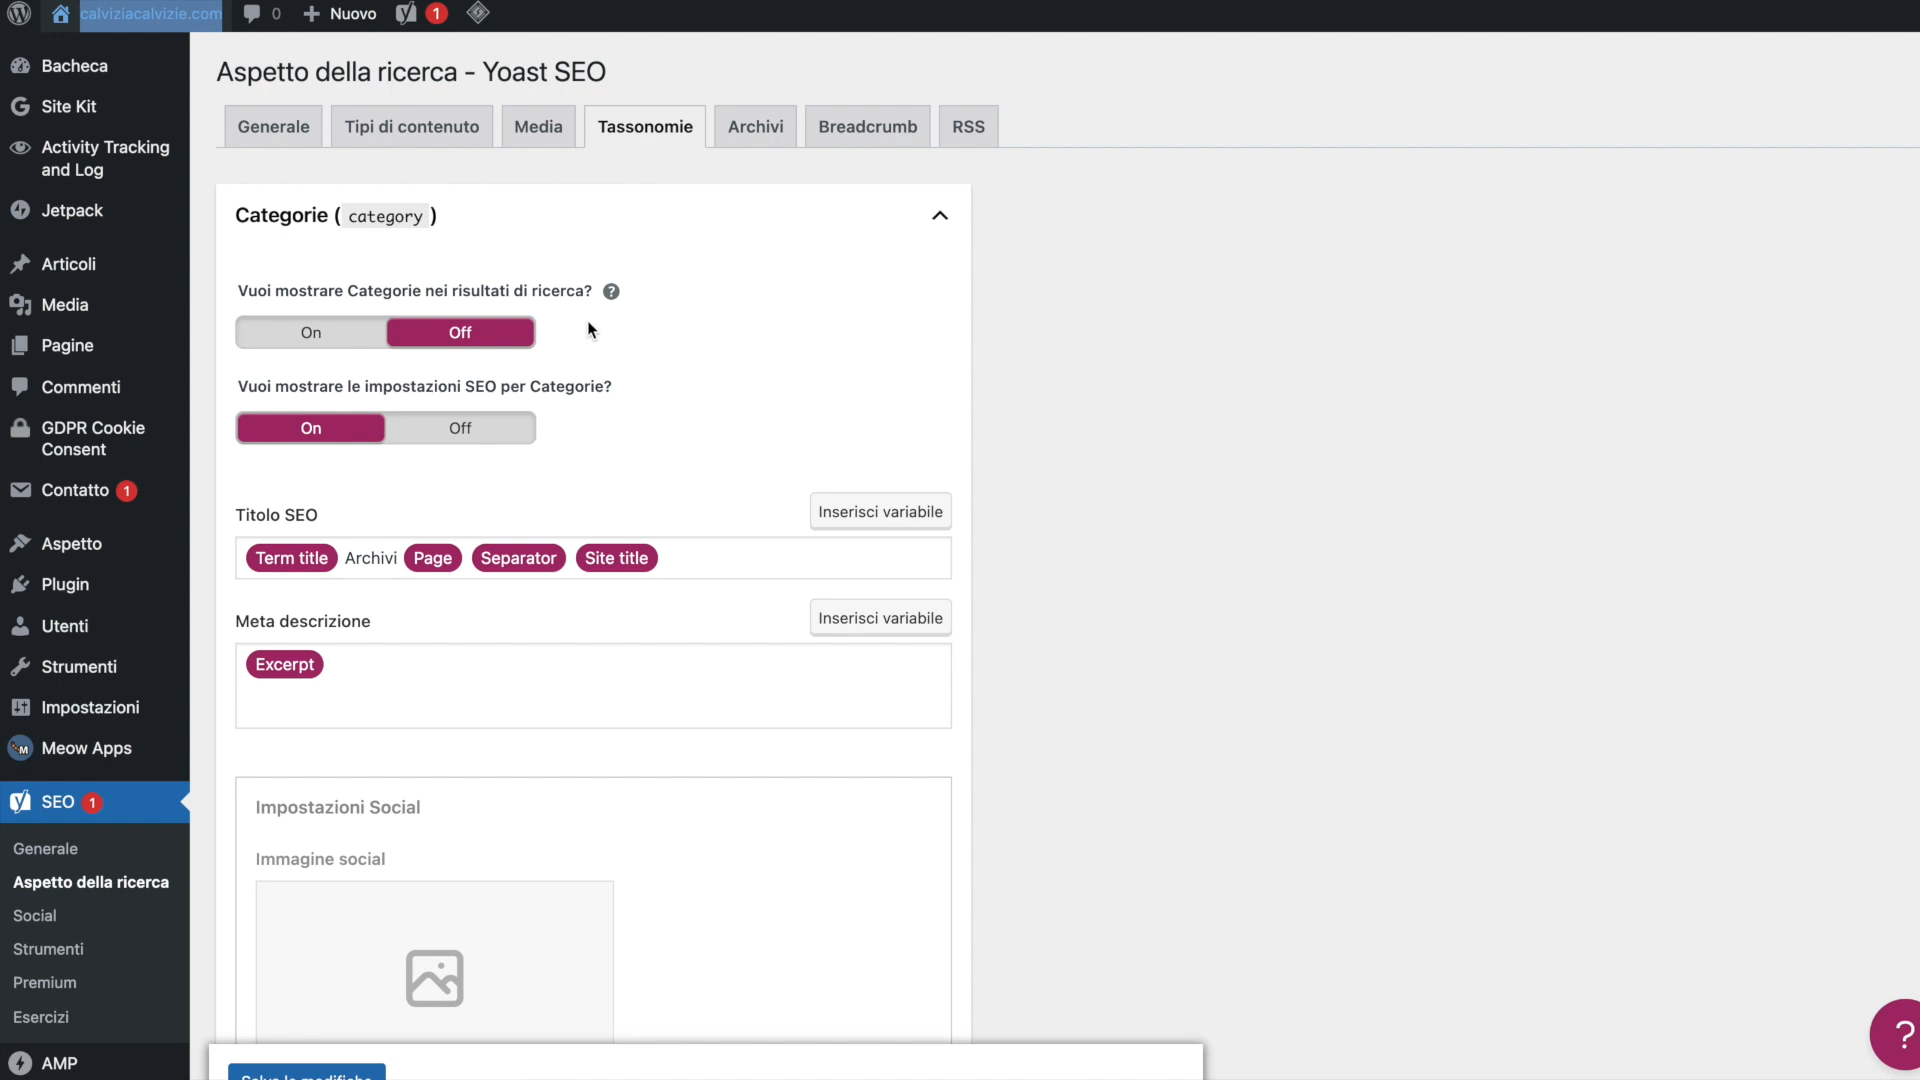 calviziacalvizie.com 0 Nuovo 1
Bacheca
Site Kit
Activity Tracking
and Log
Jetpack
Articoli
Media
Pagine
Commenti
GDPR Cookie
Consent
Contatto 1
Aspetto
Plugin
Utenti
Strumenti
Impostazioni
Meow Apps
SEO 1
Generale
Aspetto della ricerca
Social
Strumenti
Premium
Esercizi
AMP
Aspetto della ricerca - Yoast SEO
Generale Tipi di contenuto Media Tassonomie Archivi Breadcrumb RSS
Categorie ( category )
Vuoi mostrare Categorie nei risultati di ricerca? ?
On Off
Vuoi mostrare le impostazioni SEO per Categorie?
On Off
Titolo SEO Inserisci variabile
Term title Archivi Page Separator Site title
Meta descrizione Inserisci variabile
Excerpt
Impostazioni Social
Immagine social
Salva le modifiche
?